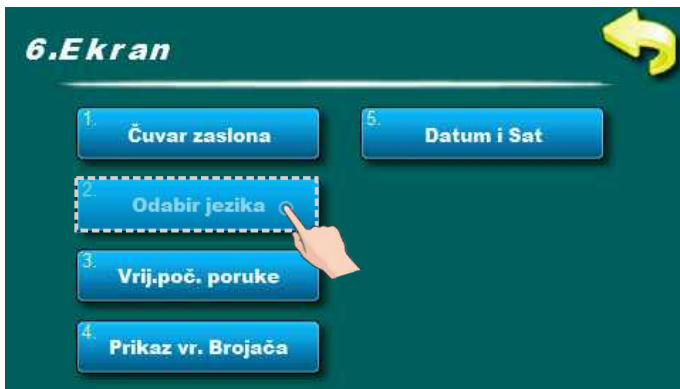 6.Ekran
1. Čuvar zaslona
2. Odabir jezika
3. Vrij.poč. poruke
4. Prikaz vr. Brojača
5. Datum i Sat